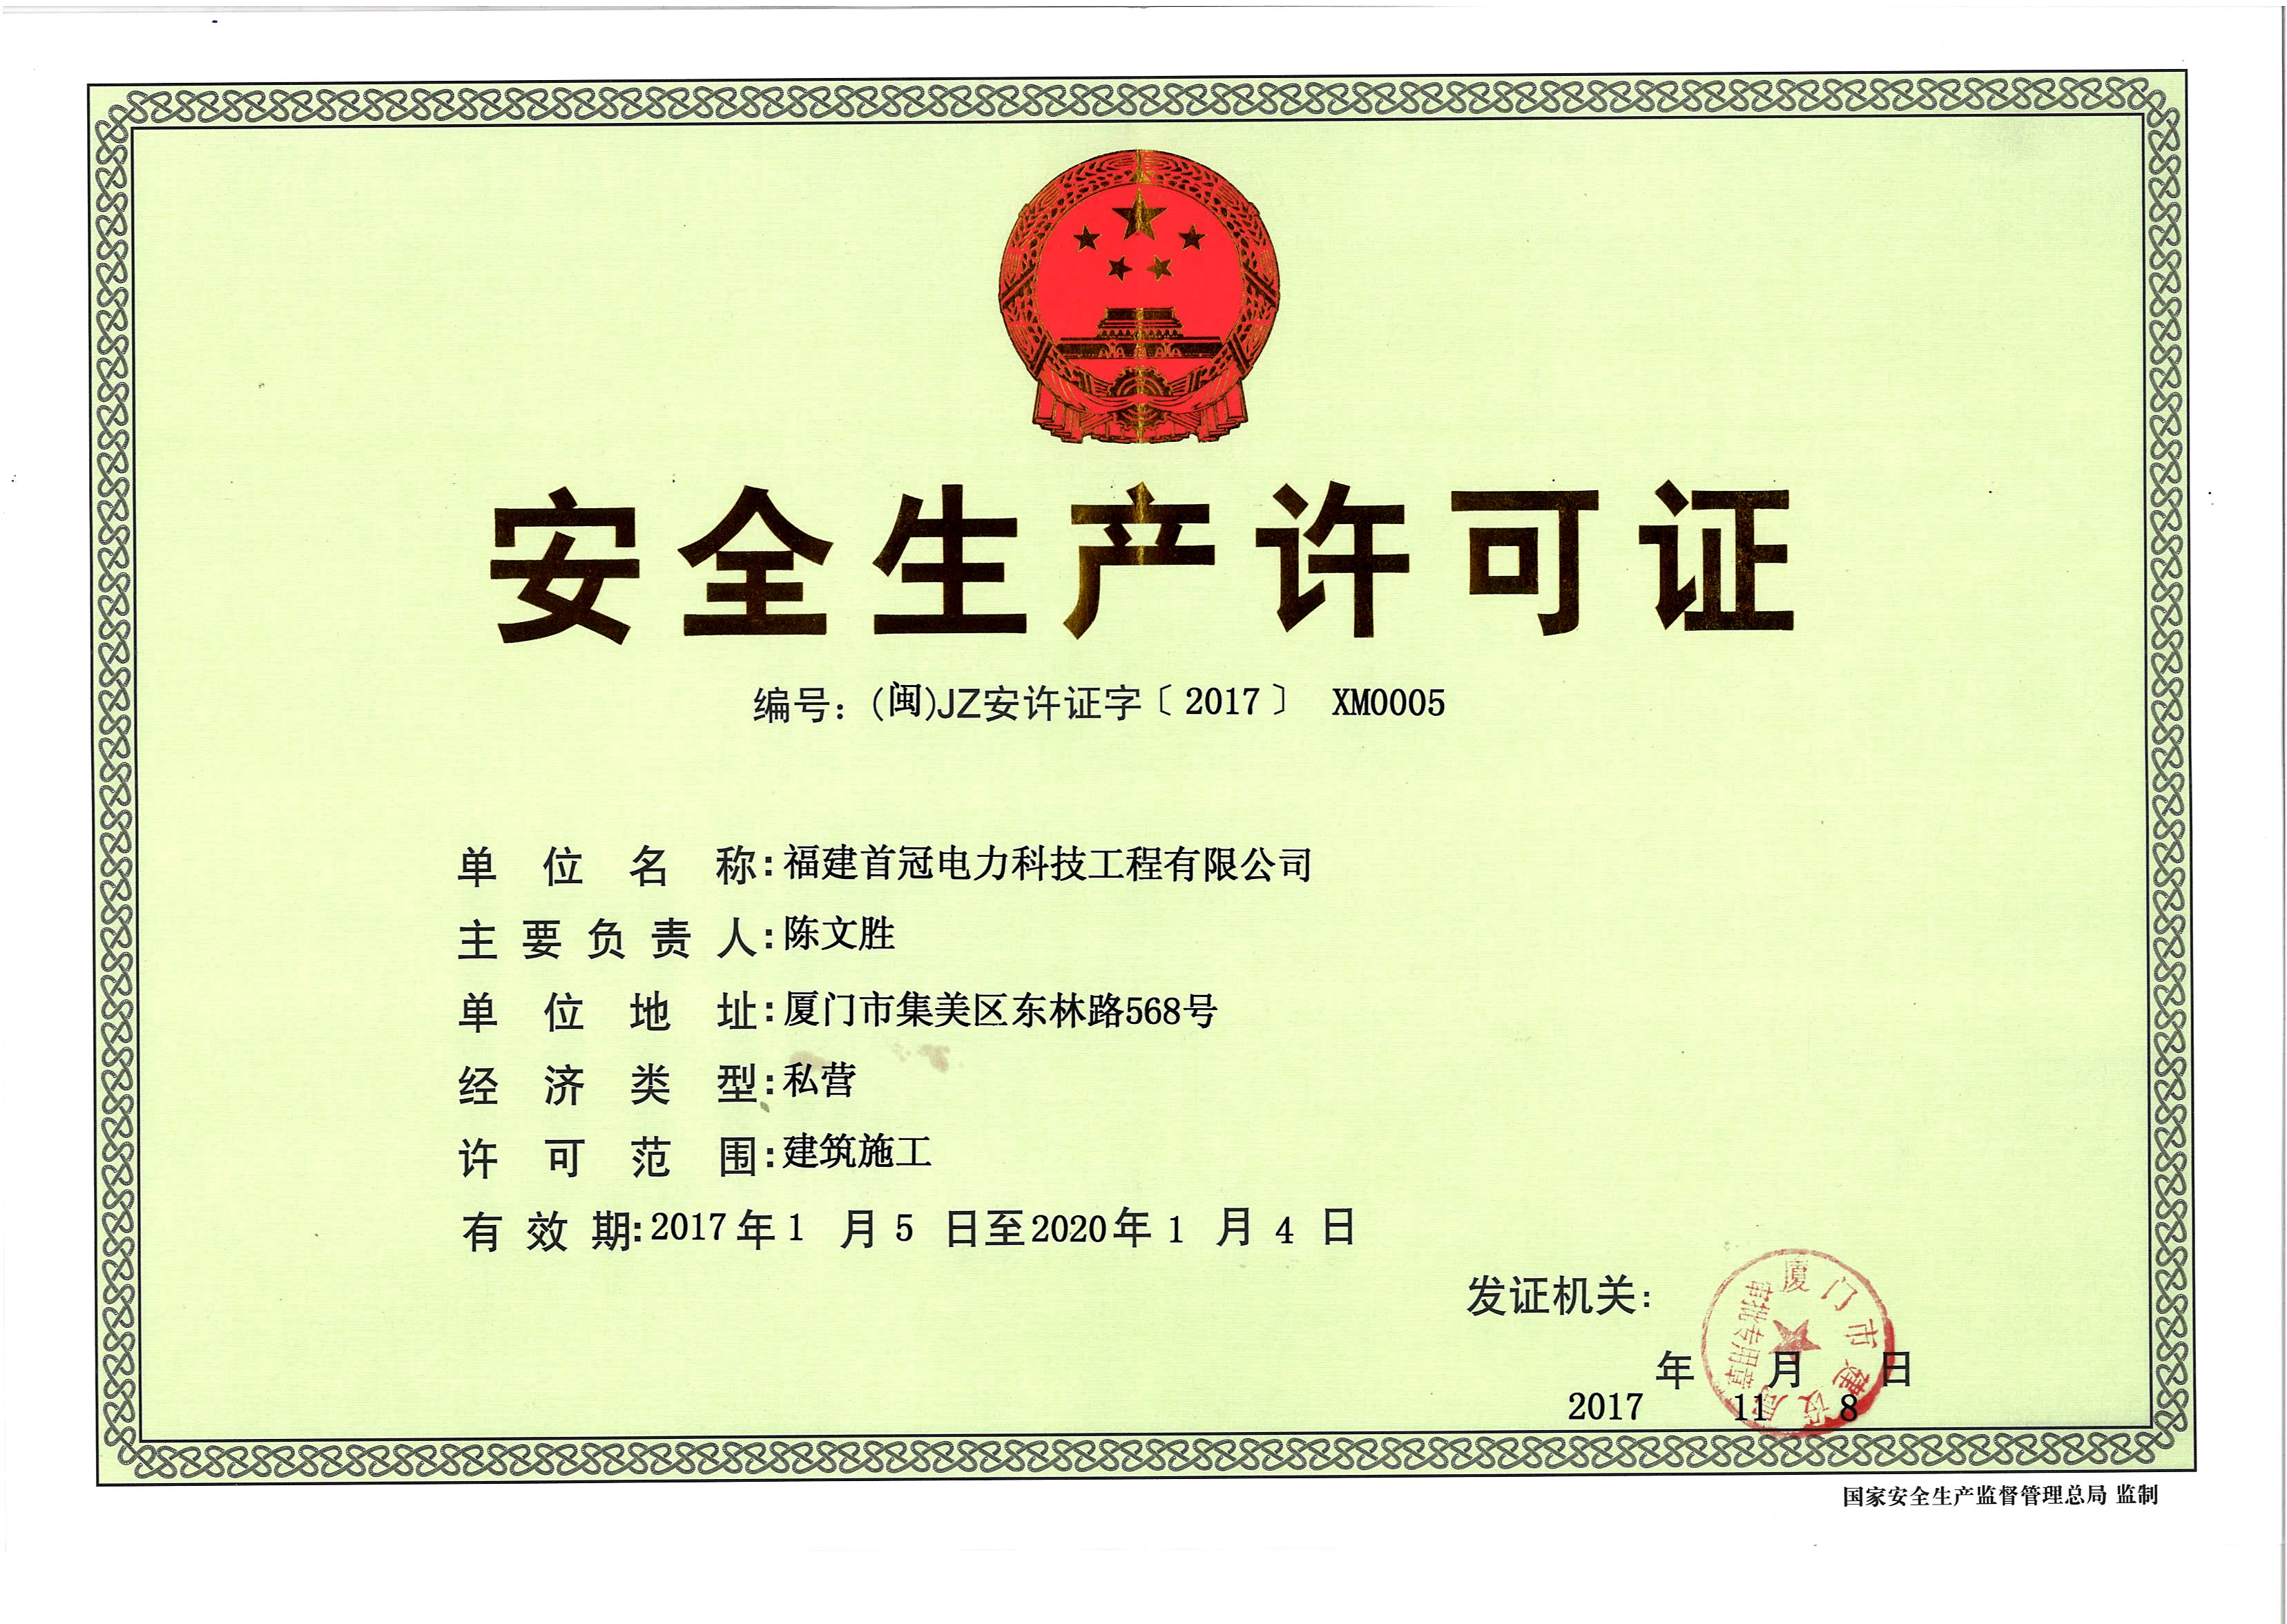 安全生产许可证
编号：(闽)JZ安许证字〔2017〕 XM0005
单位名称：福建首冠电力科技工程有限公司
主要负责人：陈文胜
单位地址：厦门市集美区东林路568号
经济类型：私营
许可范围：建筑施工
有效期：2017年1月5日至2020年1月4日
发证机关：
厦门市建设局
审批专用章
年 月 日
2017 11 8
国家安全生产监督管理总局 监制